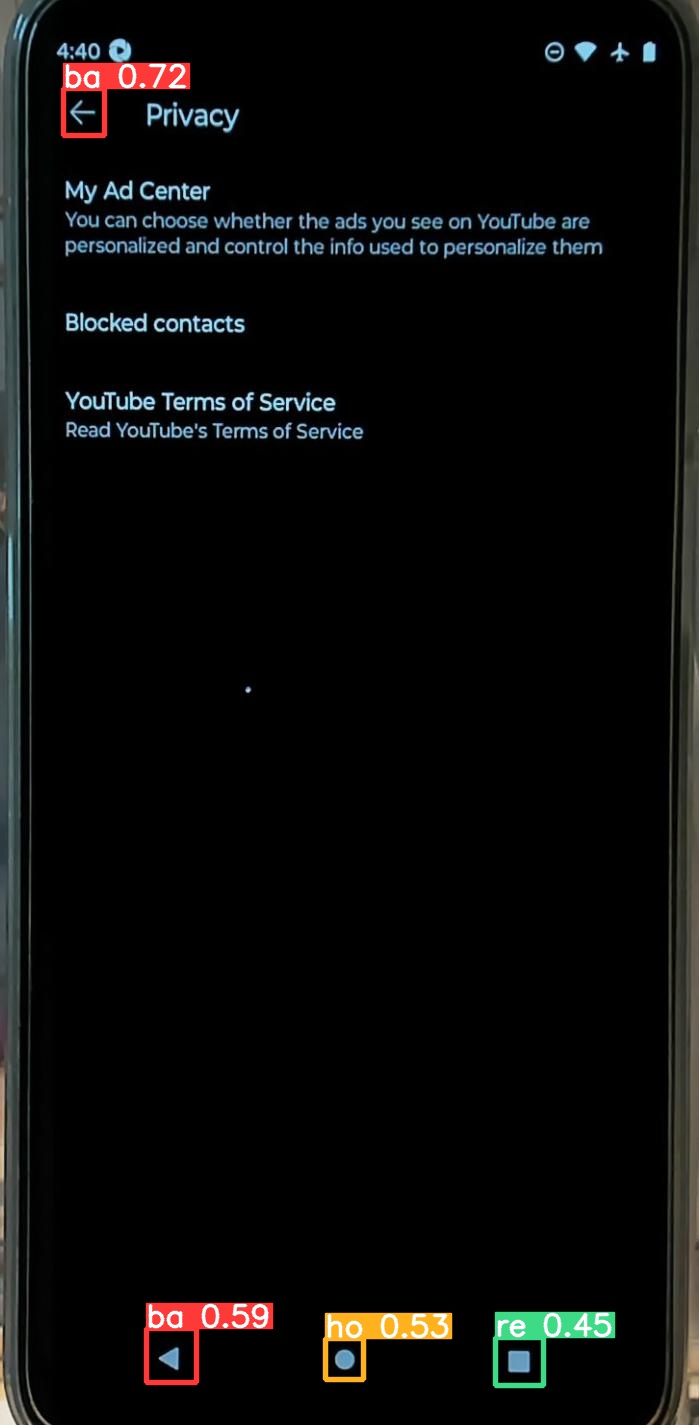 4:40
ba 0.72
Privacy
My Ad Center
You can choose whether the ads you see on YouTube are
personalized and control the info used to personalize them
Blocked contacts
YouTube Terms of Service
Read YouTube's Terms of Service
ba 0.59
ho 0.53
re 0.45